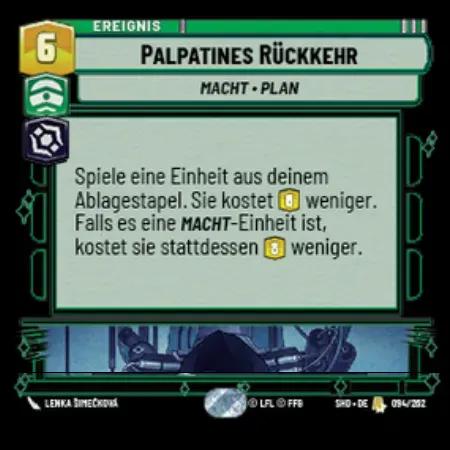 EREIGNIS
6
PALPATINES RÜCKKEHR
MACHT • PLAN
Spiele eine Einheit aus deinem
Ablagestapel. Sie kostet 6 weniger.
Falls es eine MACHT-Einheit ist,
kostet sie stattdessen 8 weniger.
LENKA ŠIMEČKOVÁ
© LFL © FFG
SHD • DE
094/262